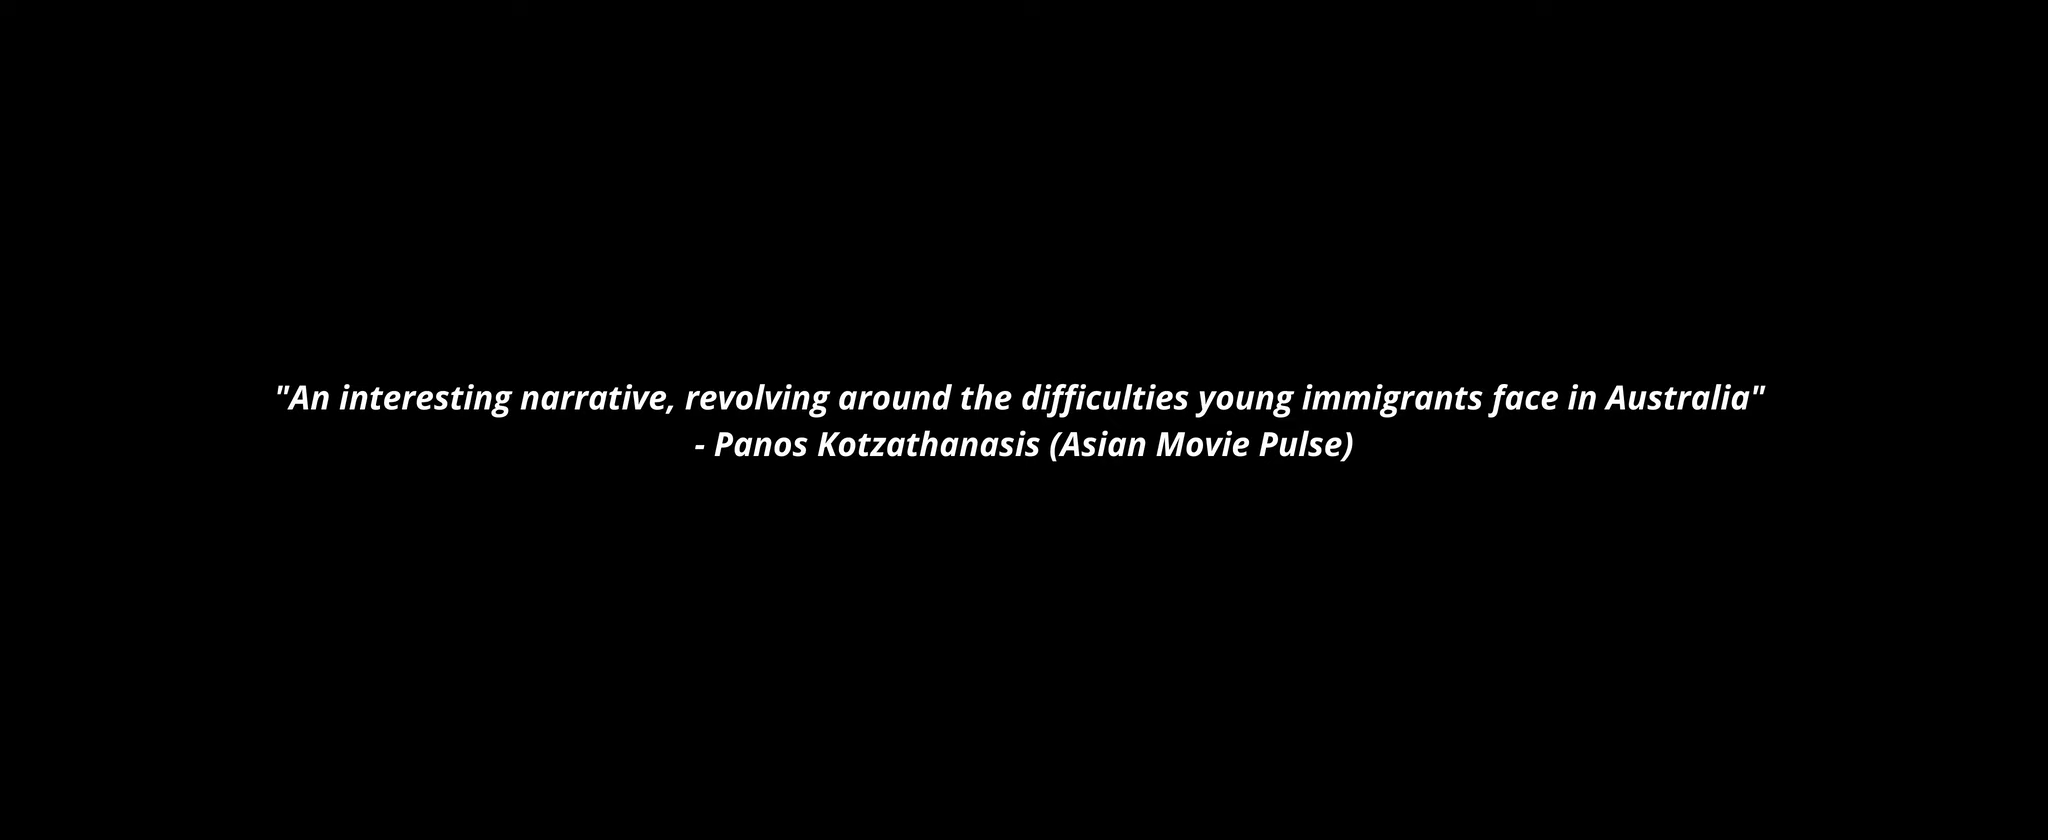 "An interesting narrative, revolving around the difficulties young immigrants face in Australia"
- Panos Kotzathanasis (Asian Movie Pulse)